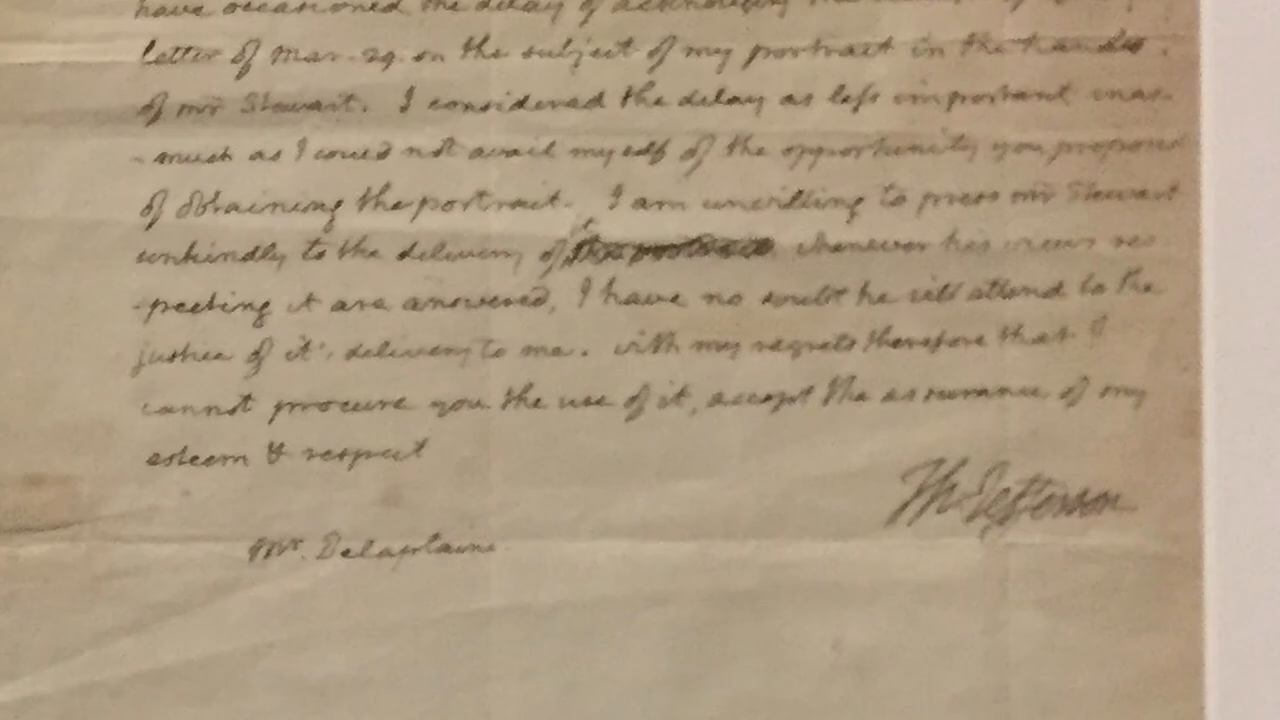 have occasioned the delay of acknoleging the
letter of Mar. 29. on the subject of my portrait in the hands
of mr Stewart. I considered the delay as less important inas-
-much as I could not avail myself of the opportunity you proposed
of obtaining the portrait. I am unwilling to press mr Stewart
unkindly to the delivery of whenever his views res
-pecting it are answered, I have no doubt he will attend to the
justice of it's delivery to me. with my regrets therefore that I
cannot procure you the use of it, accept the assurance of my
esteem & respect
Th: Jefferson
Mr. Delaplaine